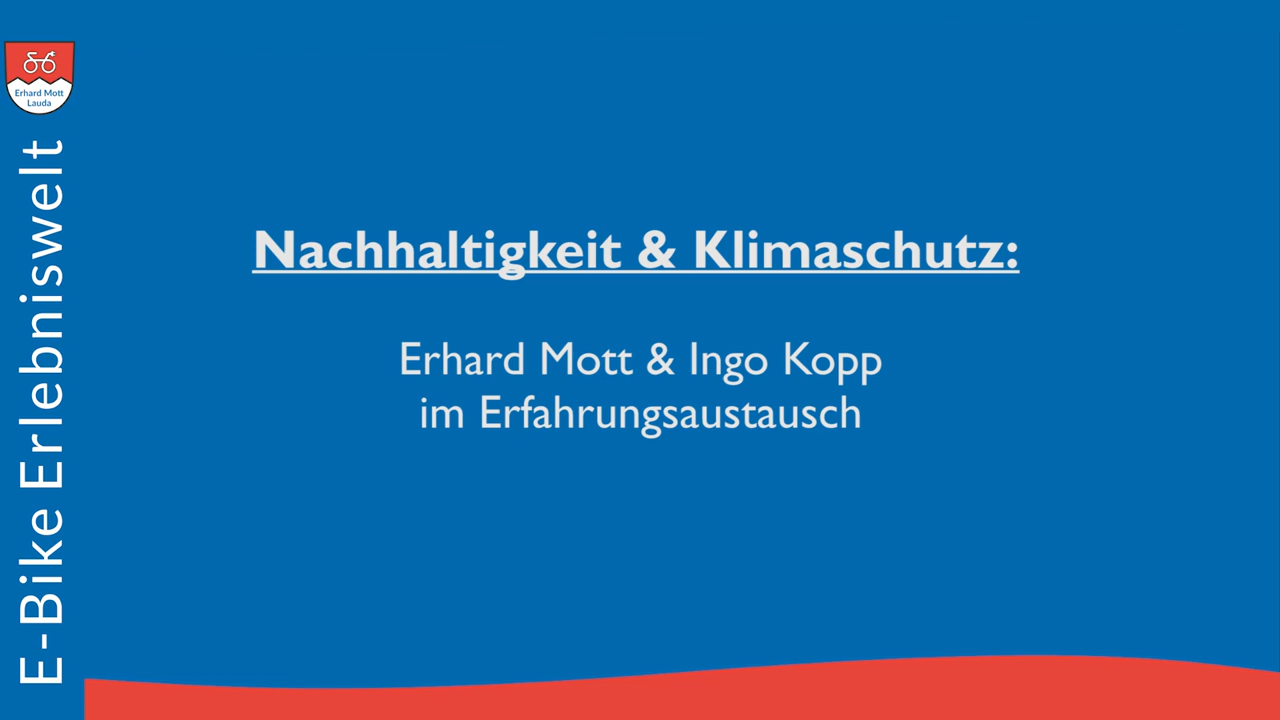 Erhard Mott
Lauda
E-Bike Erlebniswelt
Nachhaltigkeit & Klimaschutz:
Erhard Mott & Ingo Kopp
im Erfahrungsaustausch